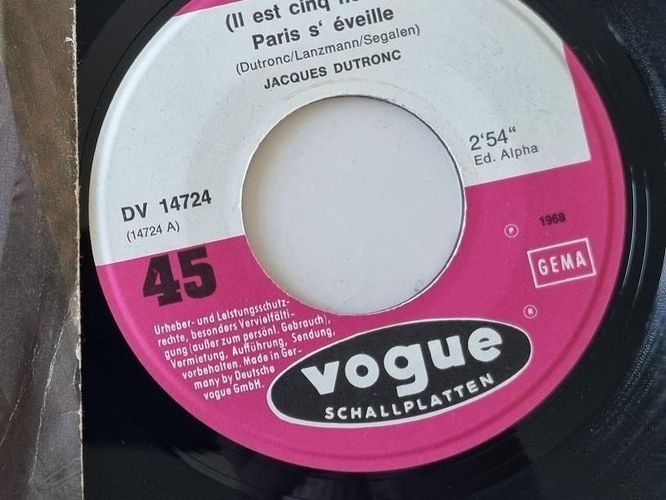 (Il est cinq
Paris s' éveille
(Dutronc/Lanzmann/Segalen)
JACQUES DUTRONC
2'54"
Ed. Alpha
DV 14724
(14724 A)
45
℗ 1968
GEMA
®
Urheber- und Leistungsschutz-
rechte, besonders Vervielfälti-
gung (außer zum persönl. Gebrauch),
Vermietung, Aufführung, Sendung,
vorbehalten. Made in Ger-
many by Deutsche
vogue GmbH.
vogue
SCHALLPLATTEN